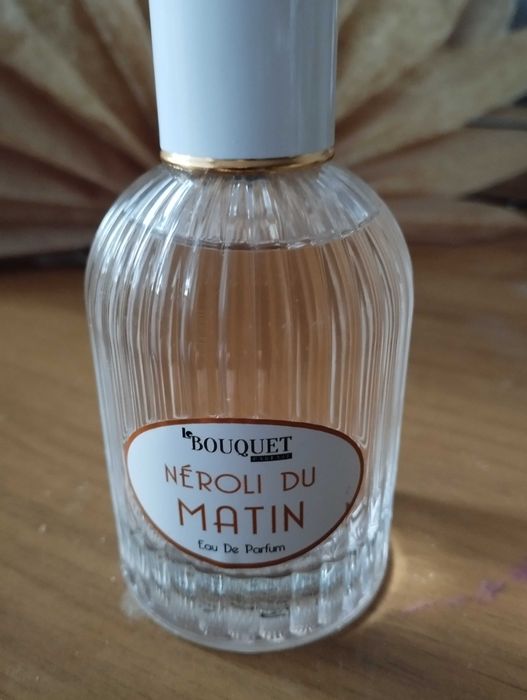 Le BOUQUET
NÉROLI DU
MATIN
Eau De Parfum